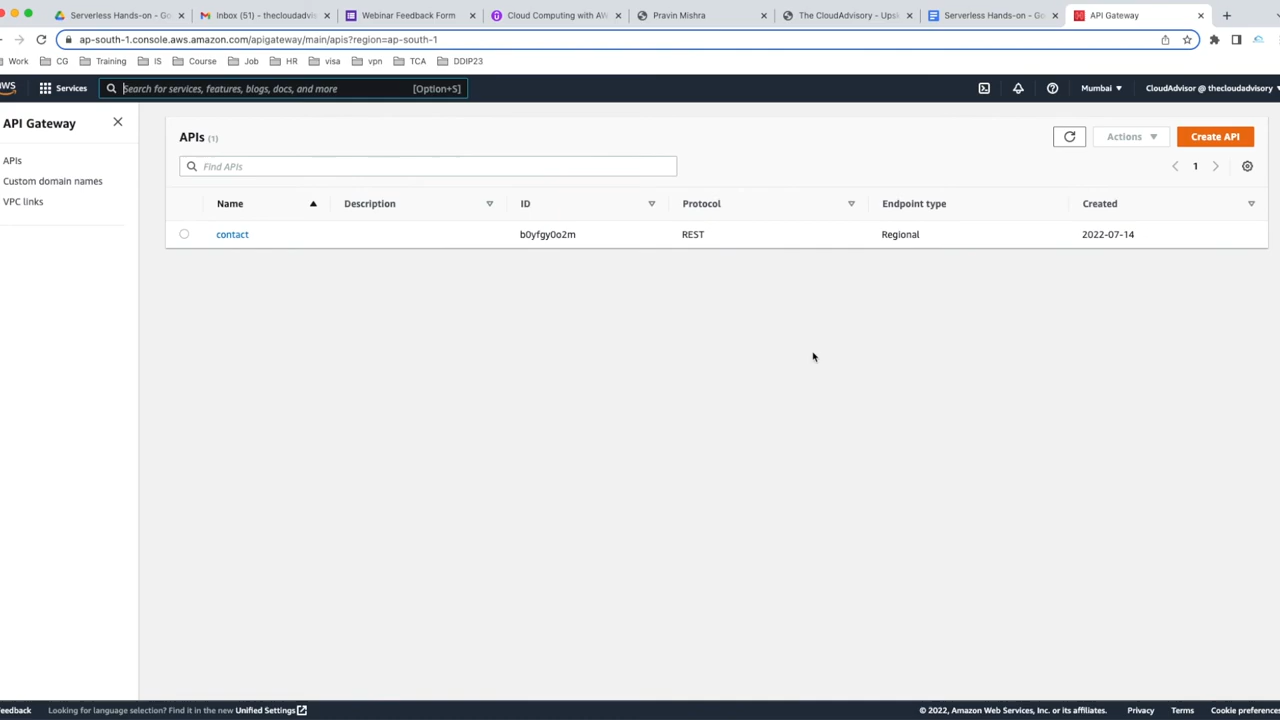 Serverless Hands-on - Go
Inbox (51) - thecloudadvis
Webinar Feedback Form
Cloud Computing with AW
Pravin Mishra
The CloudAdvisory - Upsk
Serverless Hands-on - Go
API Gateway
ap-south-1.console.aws.amazon.com/apigateway/main/apis?region=ap-south-1
Work CG Training IS Course Job HR visa vpn TCA DDIP23
aws Services Search for services, features, blogs, docs, and more [Option+S] Mumbai CloudAdvisor @ thecloudadvisory
API Gateway
APIs
Custom domain names
VPC links
APIs (1)
Actions
Create API
Find APIs
1
Name Description ID Protocol Endpoint type Created
contact b0yfgy0o2m REST Regional 2022-07-14
Feedback Looking for language selection? Find it in the new Unified Settings © 2022, Amazon Web Services, Inc. or its affiliates. Privacy Terms Cookie preferences